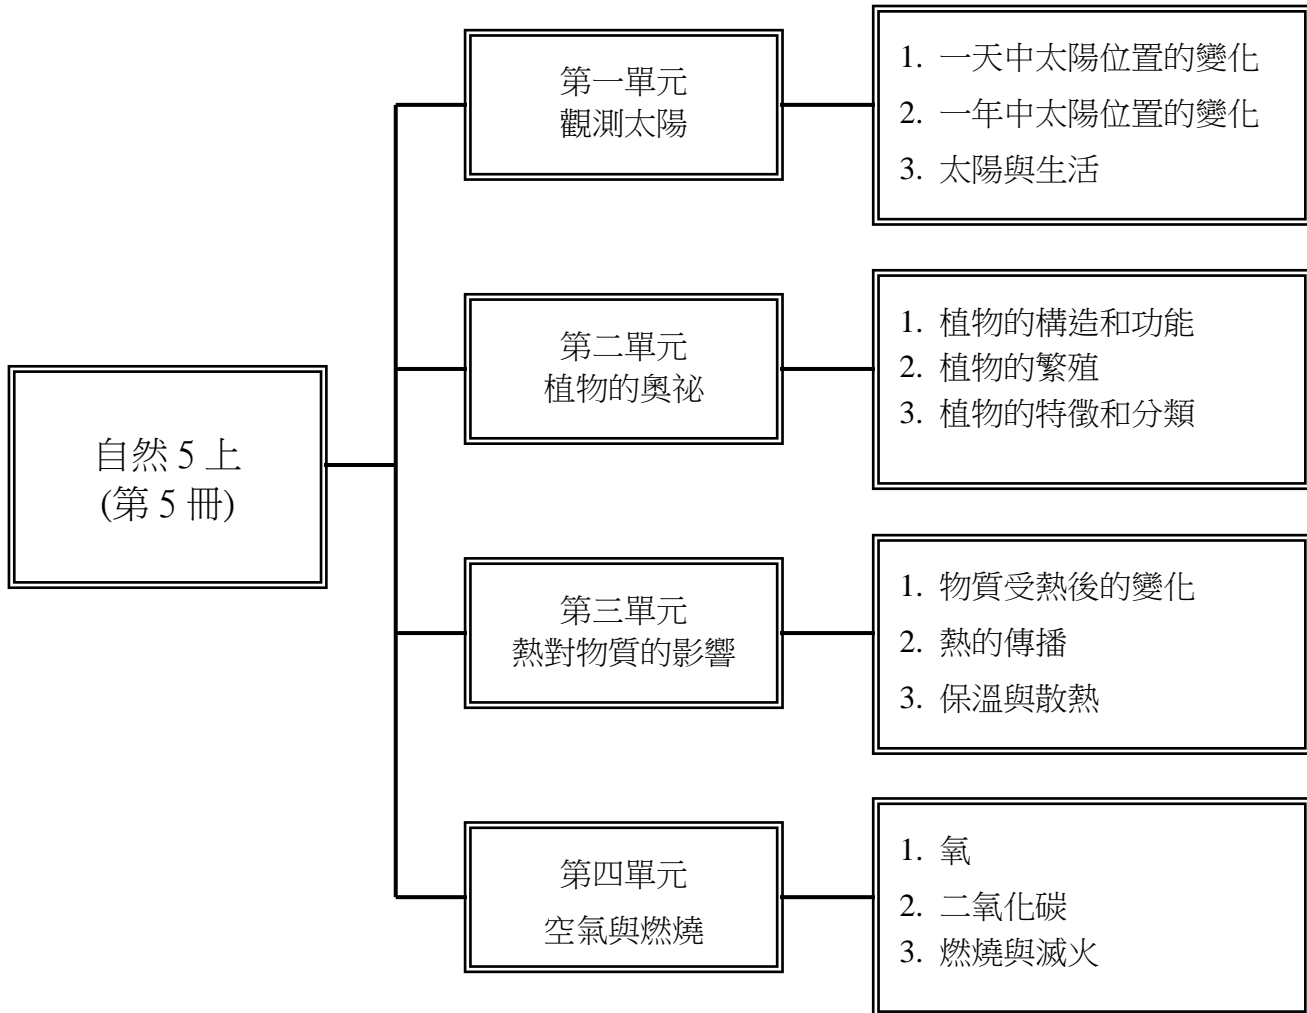 第一單元
觀測太陽
1. 一天中太陽位置的變化
2. 一年中太陽位置的變化
3. 太陽與生活
第二單元
植物的奧祕
1. 植物的構造和功能
2. 植物的繁殖
3. 植物的特徵和分類
自然 5 上
(第 5 冊)
第三單元
熱對物質的影響
1. 物質受熱後的變化
2. 熱的傳播
3. 保溫與散熱
第四單元
空氣與燃燒
1. 氧
2. 二氧化碳
3. 燃燒與滅火